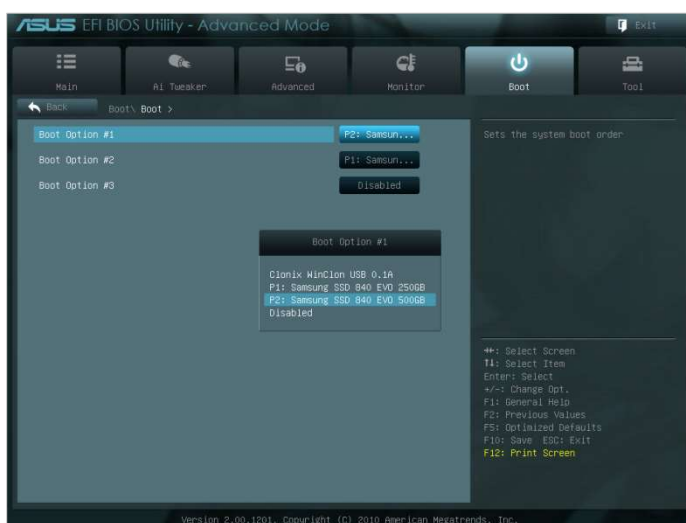 ASUS EFI BIOS Utility - Advanced Mode
Exit
Main
Ai Tweaker
Advanced
Monitor
Boot
Tool
Back
Boot\ Boot >
Boot Option #1 P2: Samsun...
Boot Option #2 P1: Samsun...
Boot Option #3 Disabled
Sets the system boot order
Boot Option #1
Clonix WinClon USB 0.1A
P1: Samsung SSD 840 EVO 250GB
P2: Samsung SSD 840 EVO 500GB
Disabled
→←: Select Screen
↑↓: Select Item
Enter: Select
+/-: Change Opt.
F1: General Help
F2: Previous Values
F5: Optimized Defaults
F10: Save ESC: Exit
F12: Print Screen
Version 2.00.1201. Copyright (C) 2010 American Megatrends, Inc.